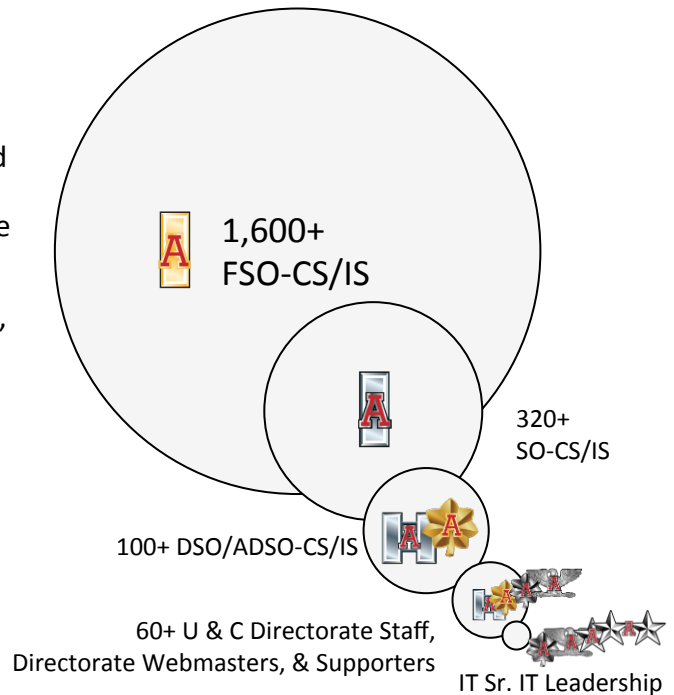 d
e
,
A
1,600+
FSO-CS/IS
A
320+
SO-CS/IS
A A
100+ DSO/ADSO-CS/IS
A A A A
60+ U & C Directorate Staff,
Directorate Webmasters, & Supporters
A A A A
IT Sr. IT Leadership